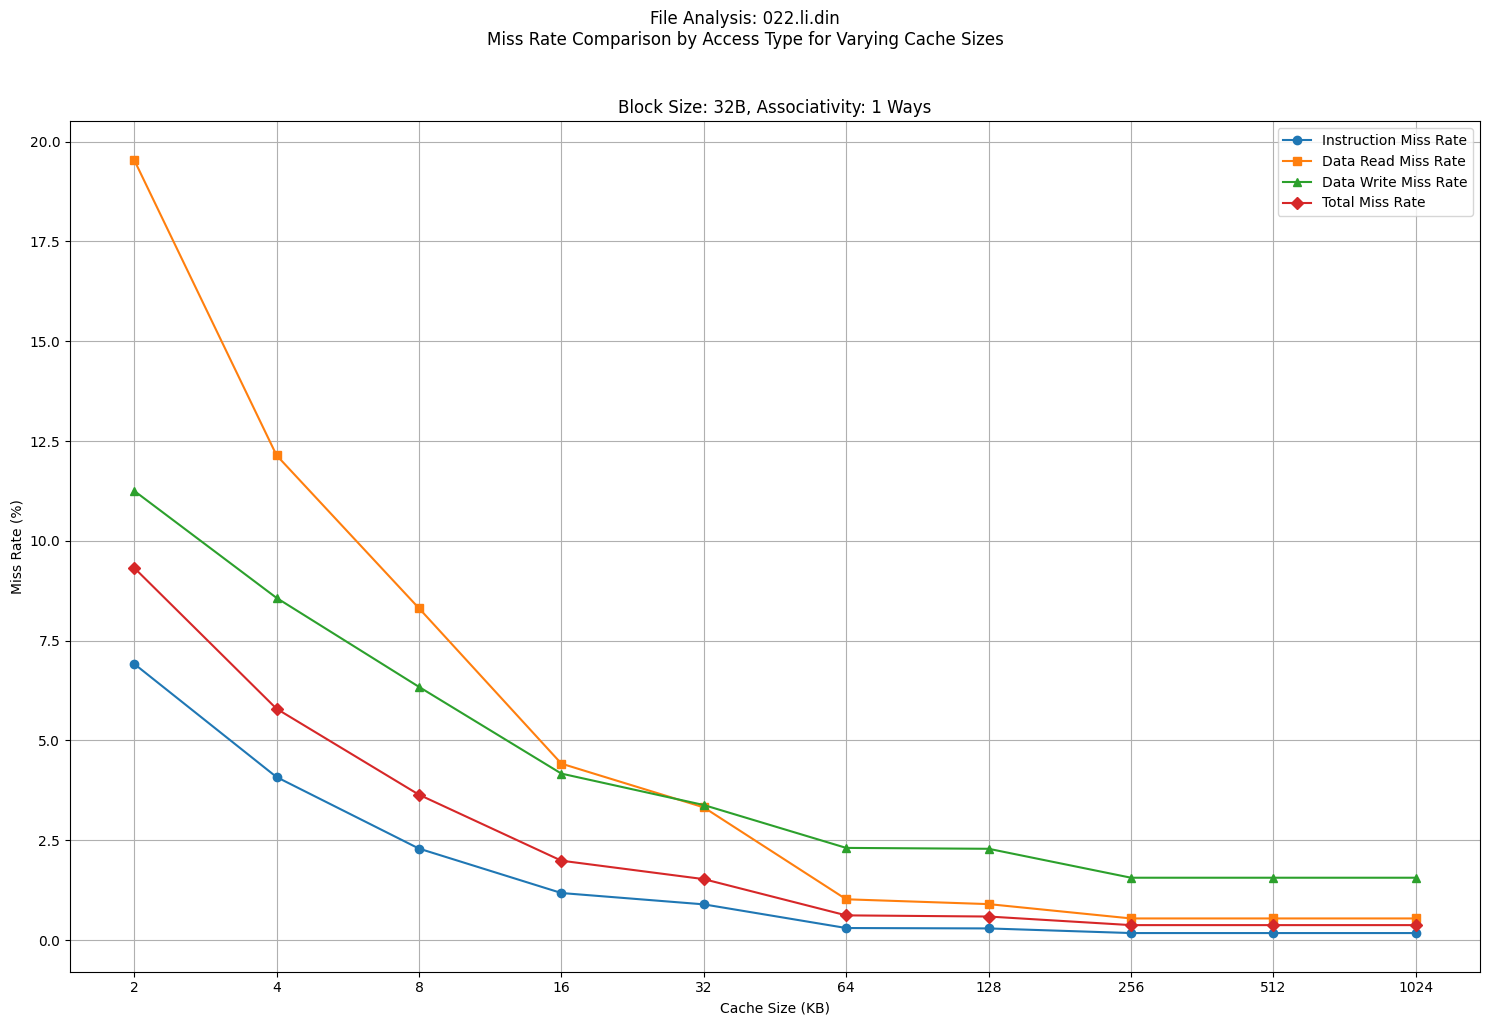 File Analysis: 022.li.din
Miss Rate Comparison by Access Type for Varying Cache Sizes
Block Size: 32B, Associativity: 1 Ways
Instruction Miss Rate
Data Read Miss Rate
Data Write Miss Rate
Total Miss Rate
Miss Rate (%)
20.0
17.5
15.0
12.5
10.0
7.5
5.0
2.5
0.0
2 4 8 16 32 64 128 256 512 1024
Cache Size (KB)